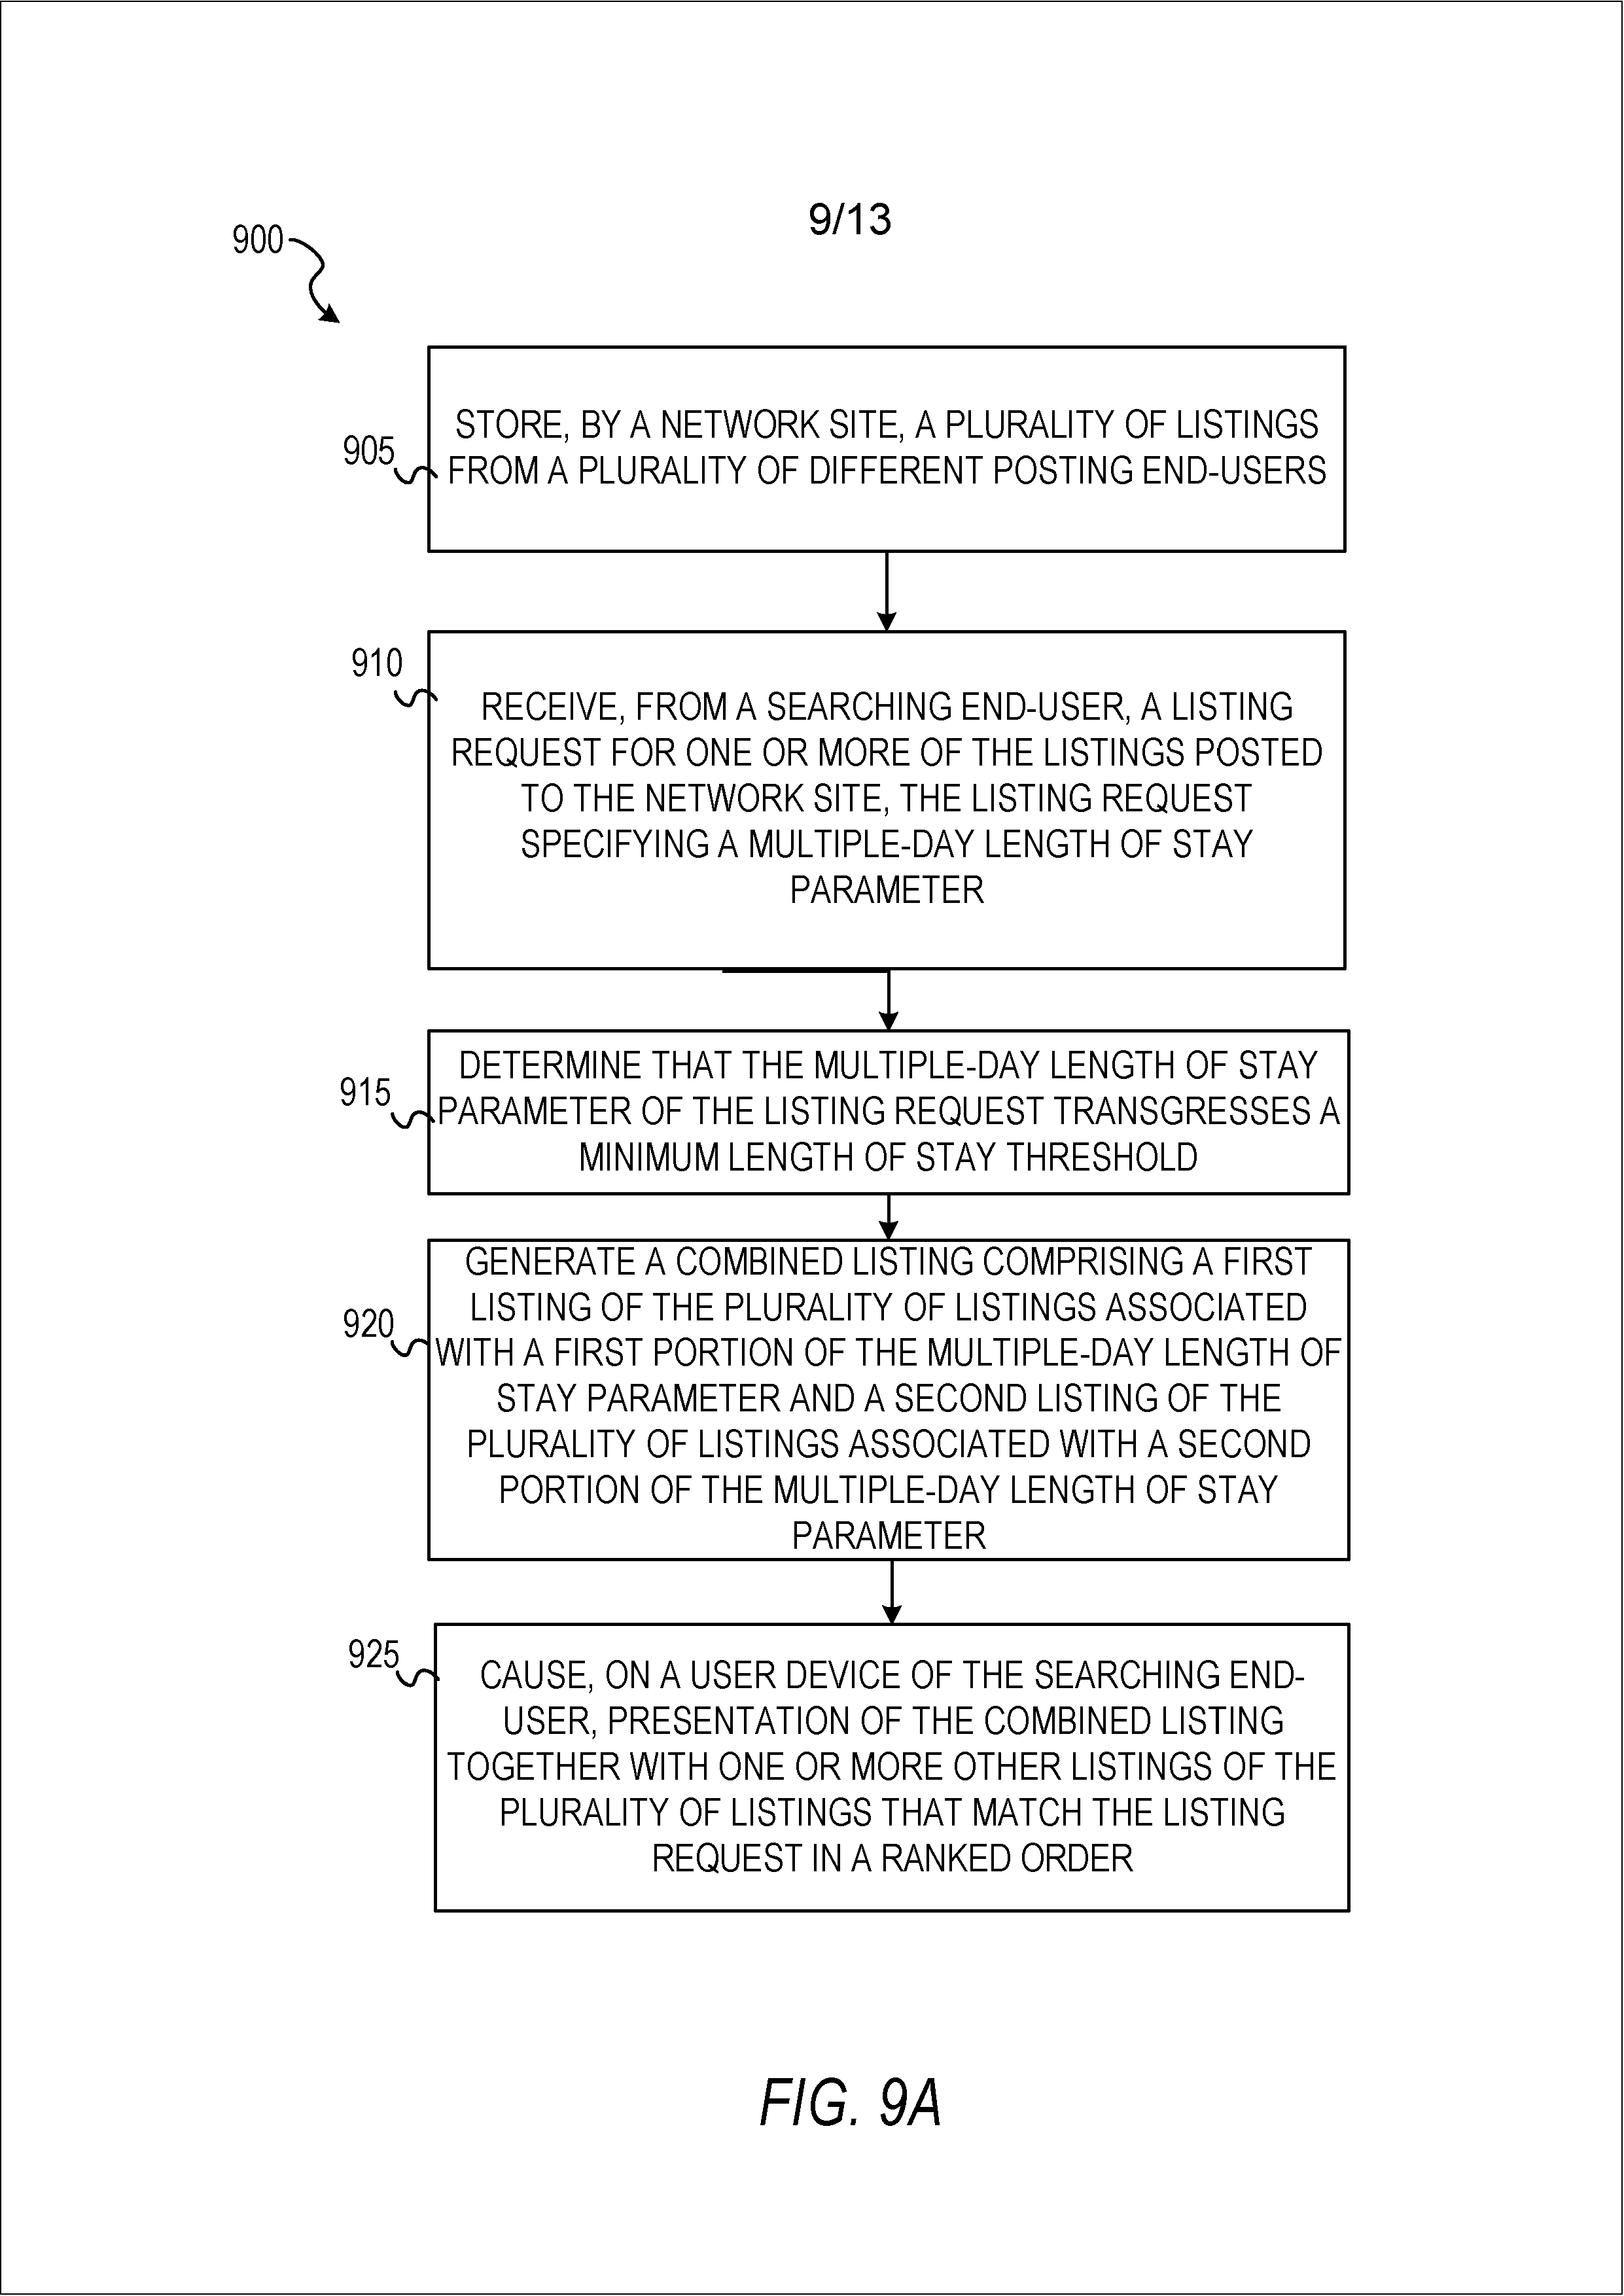 9/13
900
905
STORE, BY A NETWORK SITE, A PLURALITY OF LISTINGS
FROM A PLURALITY OF DIFFERENT POSTING END-USERS
910
RECEIVE, FROM A SEARCHING END-USER, A LISTING
REQUEST FOR ONE OR MORE OF THE LISTINGS POSTED
TO THE NETWORK SITE, THE LISTING REQUEST
SPECIFYING A MULTIPLE-DAY LENGTH OF STAY
PARAMETER
915
DETERMINE THAT THE MULTIPLE-DAY LENGTH OF STAY
PARAMETER OF THE LISTING REQUEST TRANSGRESSES A
MINIMUM LENGTH OF STAY THRESHOLD
920
GENERATE A COMBINED LISTING COMPRISING A FIRST
LISTING OF THE PLURALITY OF LISTINGS ASSOCIATED
WITH A FIRST PORTION OF THE MULTIPLE-DAY LENGTH OF
STAY PARAMETER AND A SECOND LISTING OF THE
PLURALITY OF LISTINGS ASSOCIATED WITH A SECOND
PORTION OF THE MULTIPLE-DAY LENGTH OF STAY
PARAMETER
925
CAUSE, ON A USER DEVICE OF THE SEARCHING END-
USER, PRESENTATION OF THE COMBINED LISTING
TOGETHER WITH ONE OR MORE OTHER LISTINGS OF THE
PLURALITY OF LISTINGS THAT MATCH THE LISTING
REQUEST IN A RANKED ORDER
FIG. 9A